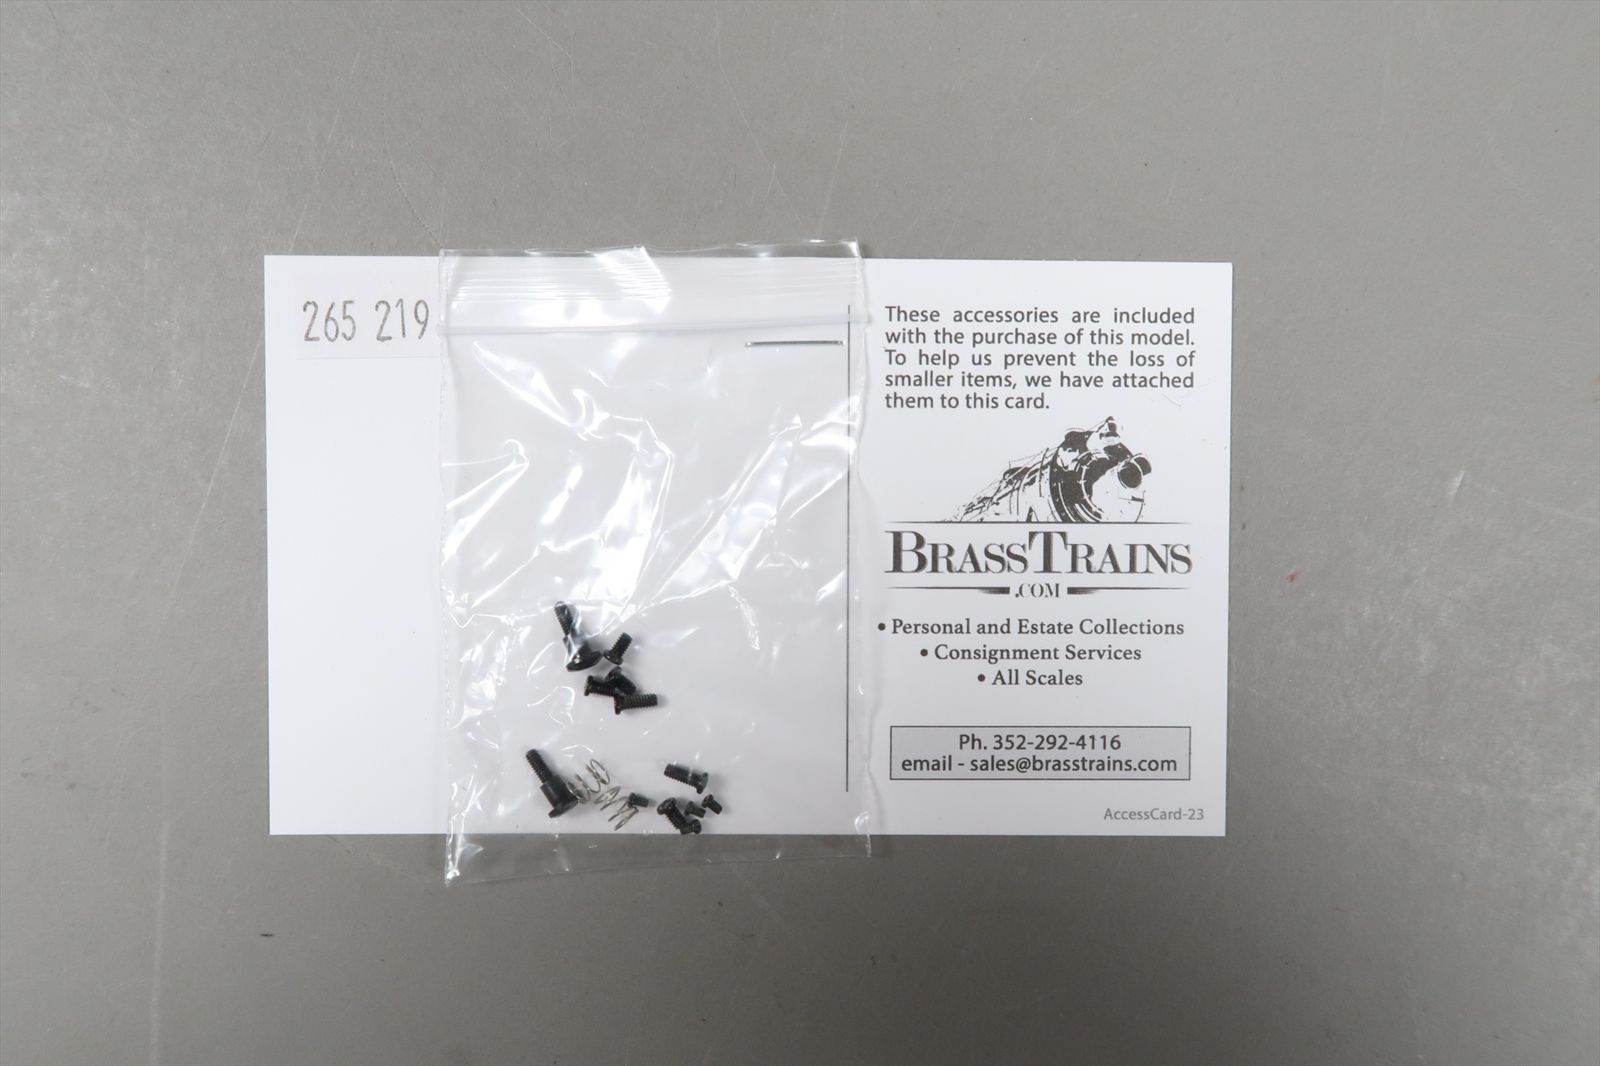 265 219
These accessories are included
with the purchase of this model.
To help us prevent the loss of
smaller items, we have attached
them to this card.
BRASSTRAINS
.COM
• Personal and Estate Collections
• Consignment Services
• All Scales
Ph. 352-292-4116
email - sales@brasstrains.com
AccessCard-23